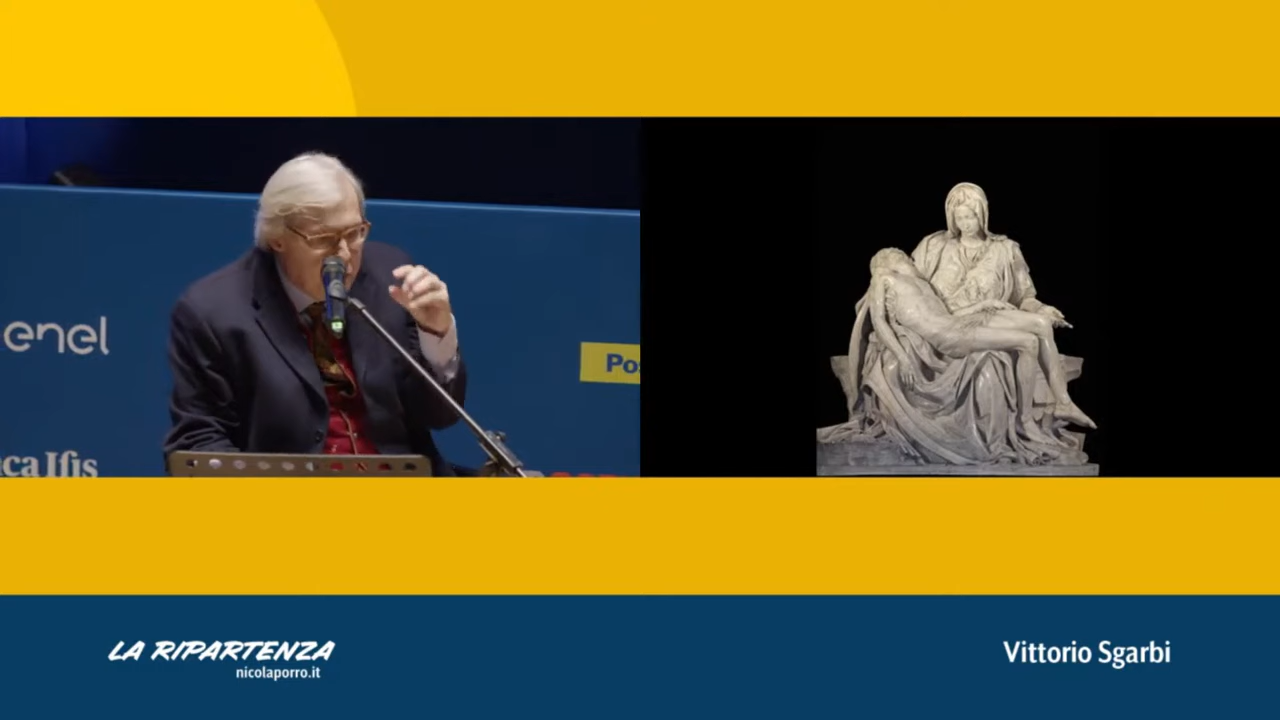 enel
Po
ca Ifis
LA RIPARTENZA
nicolaporro.it
Vittorio Sgarbi